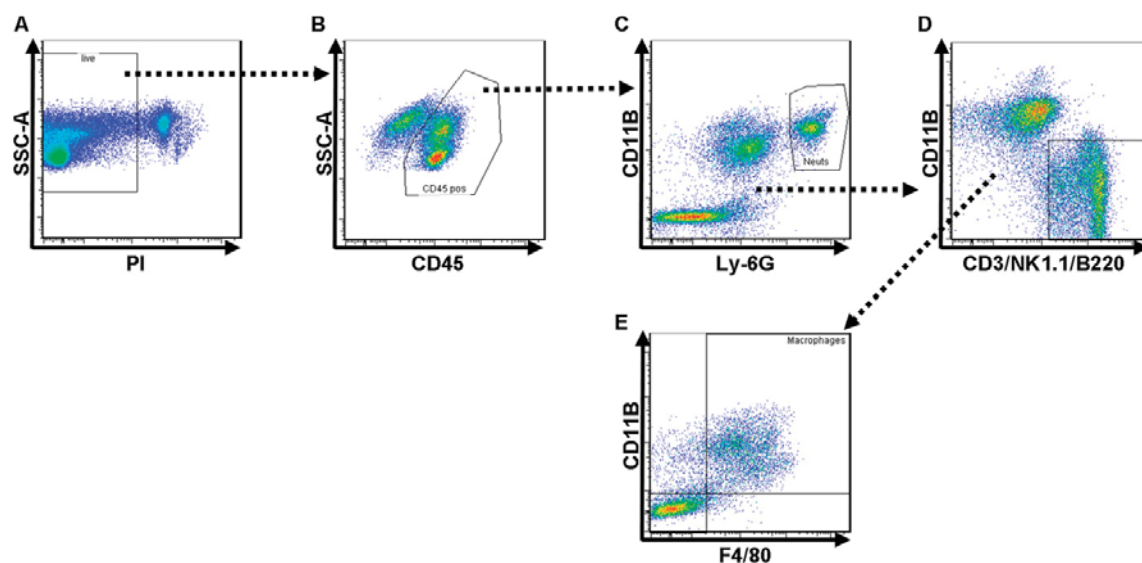 A
B
C
D
live
SSC-A
PI
SSC-A
CD45 pos
CD45
CD11B
Neuts
Ly-6G
CD11B
CD3/NK1.1/B220
E
Macrophages
CD11B
F4/80